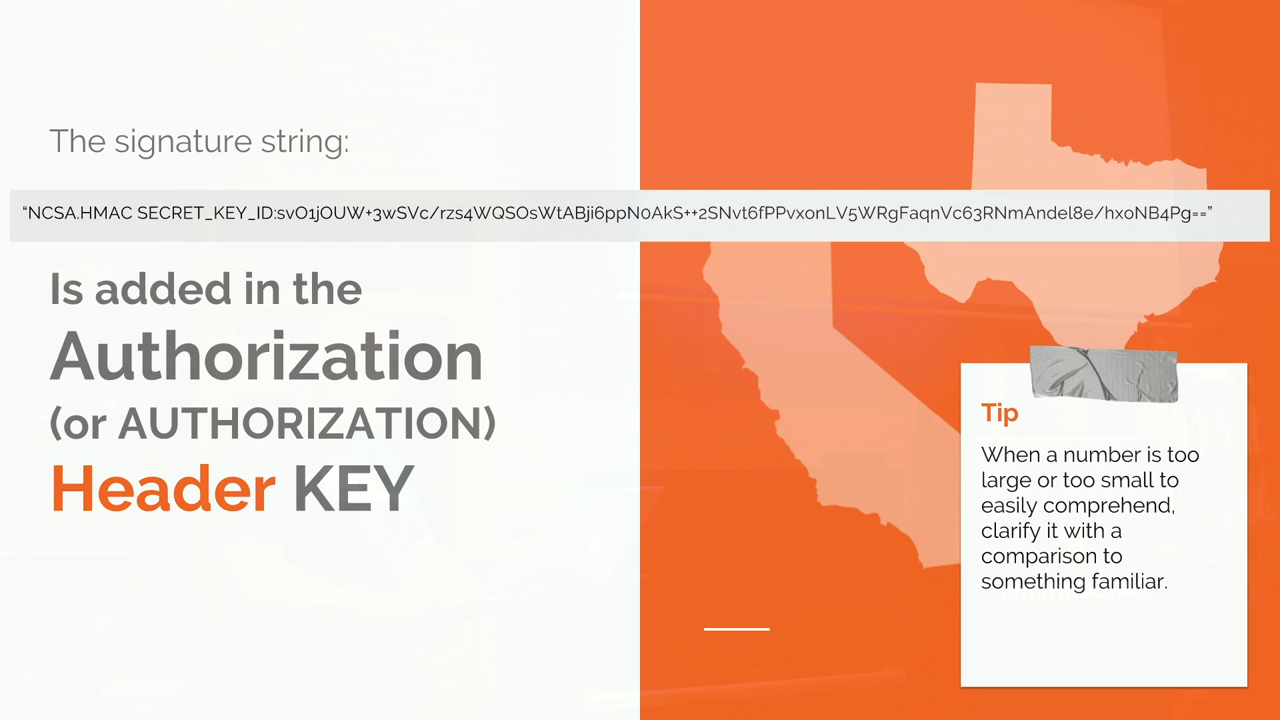 The signature string:
“NCSA.HMAC SECRET_KEY_ID:svO1jOUW+3wSVc/rzs4WQSOsWtABji6ppN0AkS++2SNvt6fPPvxonLV5WRgFaqnVc63RNmAndel8e/hxoNB4Pg==”
Is added in the
Authorization
(or AUTHORIZATION)
Header KEY
Tip
When a number is too
large or too small to
easily comprehend,
clarify it with a
comparison to
something familiar.